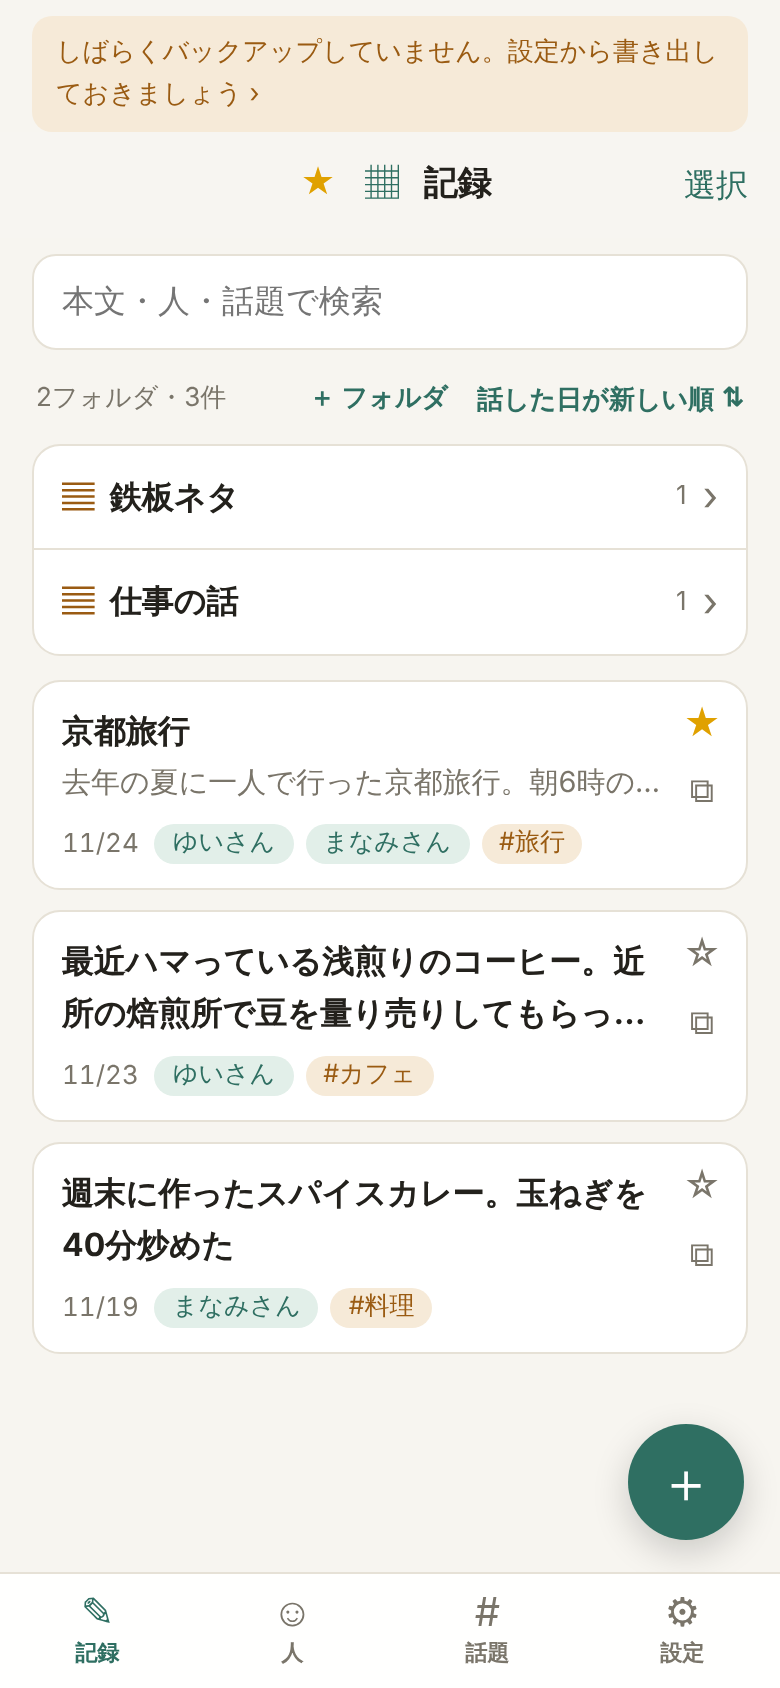 しばらくバックアップしていません。設定から書き出し
ておきましょう ›
★ ▦ 記録 選択
本文・人・話題で検索
2フォルダ・3件 + フォルダ 話した日が新しい順 ⇅
▤ 鉄板ネタ 1 ›
▤ 仕事の話 1 ›
京都旅行 ★
去年の夏に一人で行った京都旅行。朝6時の… ⧉
11/24 ゆいさん まなみさん #旅行
最近ハマっている浅煎りのコーヒー。近 ☆
所の焙煎所で豆を量り売りしてもらっ… ⧉
11/23 ゆいさん #カフェ
週末に作ったスパイスカレー。玉ねぎを ☆
40分炒めた ⧉
11/19 まなみさん #料理
+
✎ ☺ # ⚙
記録 人 話題 設定